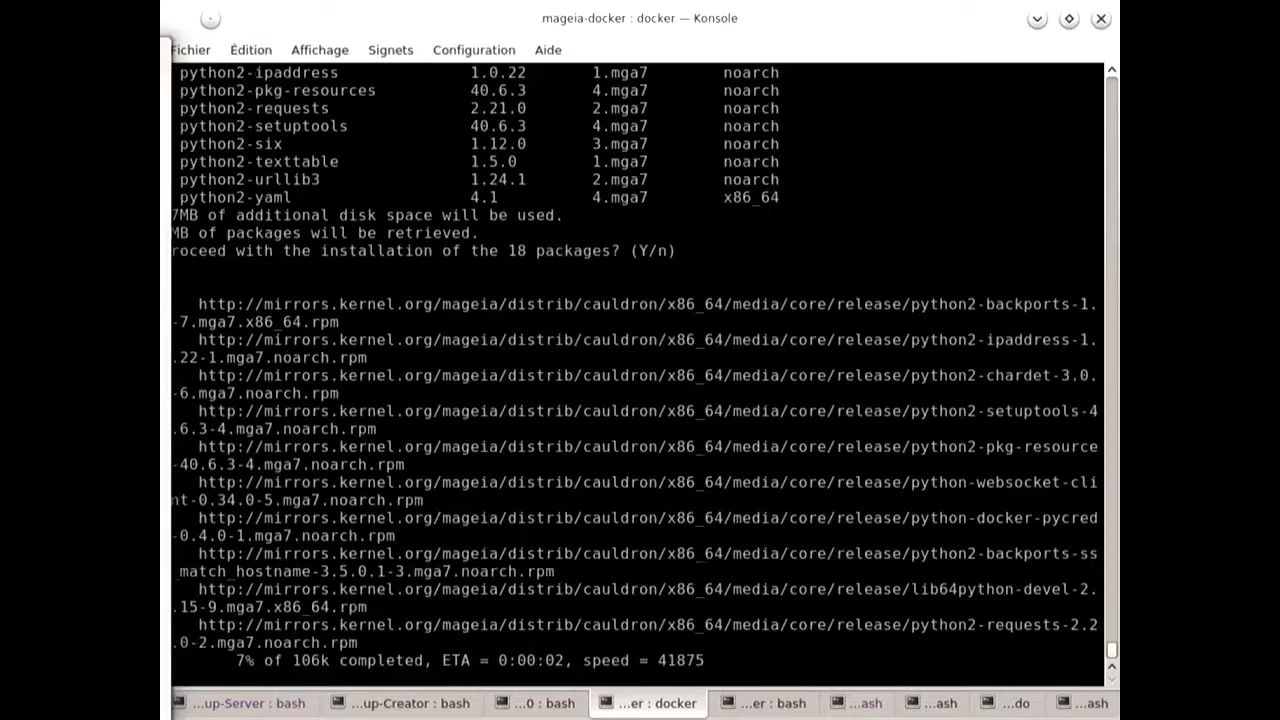 mageia-docker : docker — Konsole
Fichier Édition Affichage Signets Configuration Aide
python2-ipaddress 1.0.22 1.mga7 noarch
python2-pkg-resources 40.6.3 4.mga7 noarch
python2-requests 2.21.0 2.mga7 noarch
python2-setuptools 40.6.3 4.mga7 noarch
python2-six 1.12.0 3.mga7 noarch
python2-texttable 1.5.0 1.mga7 noarch
python2-urllib3 1.24.1 2.mga7 noarch
python2-yaml 4.1 4.mga7 x86_64
7MB of additional disk space will be used.
MB of packages will be retrieved.
roceed with the installation of the 18 packages? (Y/n)
http://mirrors.kernel.org/mageia/distrib/cauldron/x86_64/media/core/release/python2-backports-1.
-7.mga7.x86_64.rpm
http://mirrors.kernel.org/mageia/distrib/cauldron/x86_64/media/core/release/python2-ipaddress-1.
.22-1.mga7.noarch.rpm
http://mirrors.kernel.org/mageia/distrib/cauldron/x86_64/media/core/release/python2-chardet-3.0.
-6.mga7.noarch.rpm
http://mirrors.kernel.org/mageia/distrib/cauldron/x86_64/media/core/release/python2-setuptools-4
.6.3-4.mga7.noarch.rpm
http://mirrors.kernel.org/mageia/distrib/cauldron/x86_64/media/core/release/python2-pkg-resource
-40.6.3-4.mga7.noarch.rpm
http://mirrors.kernel.org/mageia/distrib/cauldron/x86_64/media/core/release/python-websocket-cli
nt-0.34.0-5.mga7.noarch.rpm
http://mirrors.kernel.org/mageia/distrib/cauldron/x86_64/media/core/release/python-docker-pycred
-0.4.0-1.mga7.noarch.rpm
http://mirrors.kernel.org/mageia/distrib/cauldron/x86_64/media/core/release/python2-backports-ss
_match_hostname-3.5.0.1-3.mga7.noarch.rpm
http://mirrors.kernel.org/mageia/distrib/cauldron/x86_64/media/core/release/lib64python-devel-2.
.15-9.mga7.x86_64.rpm
http://mirrors.kernel.org/mageia/distrib/cauldron/x86_64/media/core/release/python2-requests-2.2
.0-2.mga7.noarch.rpm
7% of 106k completed, ETA = 0:00:02, speed = 41875
...up-Server : bash ...up-Creator : bash ...0 : bash ...er : docker ...er : bash ...ash ...ash ...do ...ash